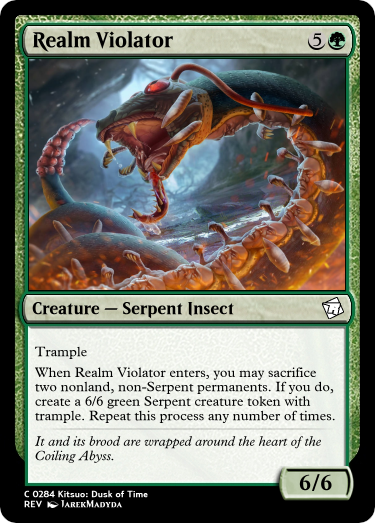 Realm Violator
5
Creature — Serpent Insect
Trample
When Realm Violator enters, you may sacrifice
two nonland, non-Serpent permanents. If you do,
create a 6/6 green Serpent creature token with
trample. Repeat this process any number of times.
It and its brood are wrapped around the heart of the
Coiling Abyss.
6/6
C 0284 Kitsuo: Dusk of Time
REV JarekMadyda